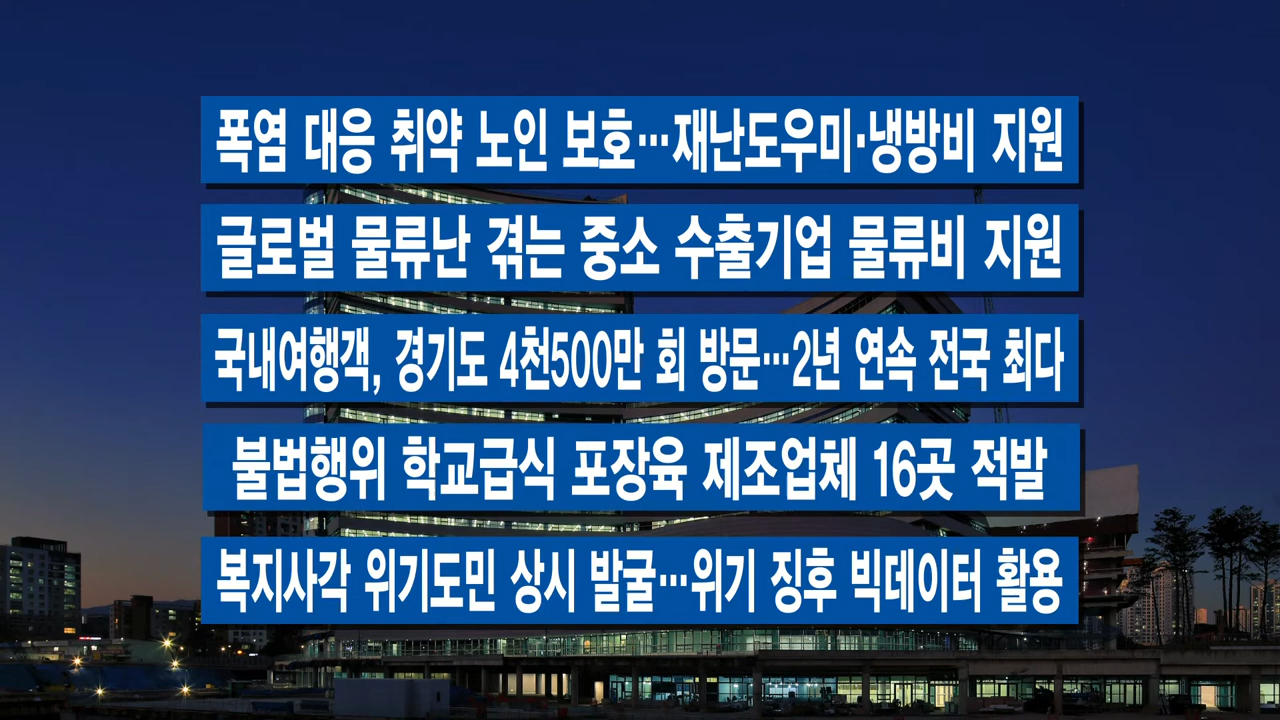 폭염 대응 취약 노인 보호…재난도우미·냉방비 지원
글로벌 물류난 겪는 중소 수출기업 물류비 지원
국내여행객, 경기도 4천500만 회 방문…2년 연속 전국 최다
불법행위 학교급식 포장육 제조업체 16곳 적발
복지사각 위기도민 상시 발굴…위기 징후 빅데이터 활용